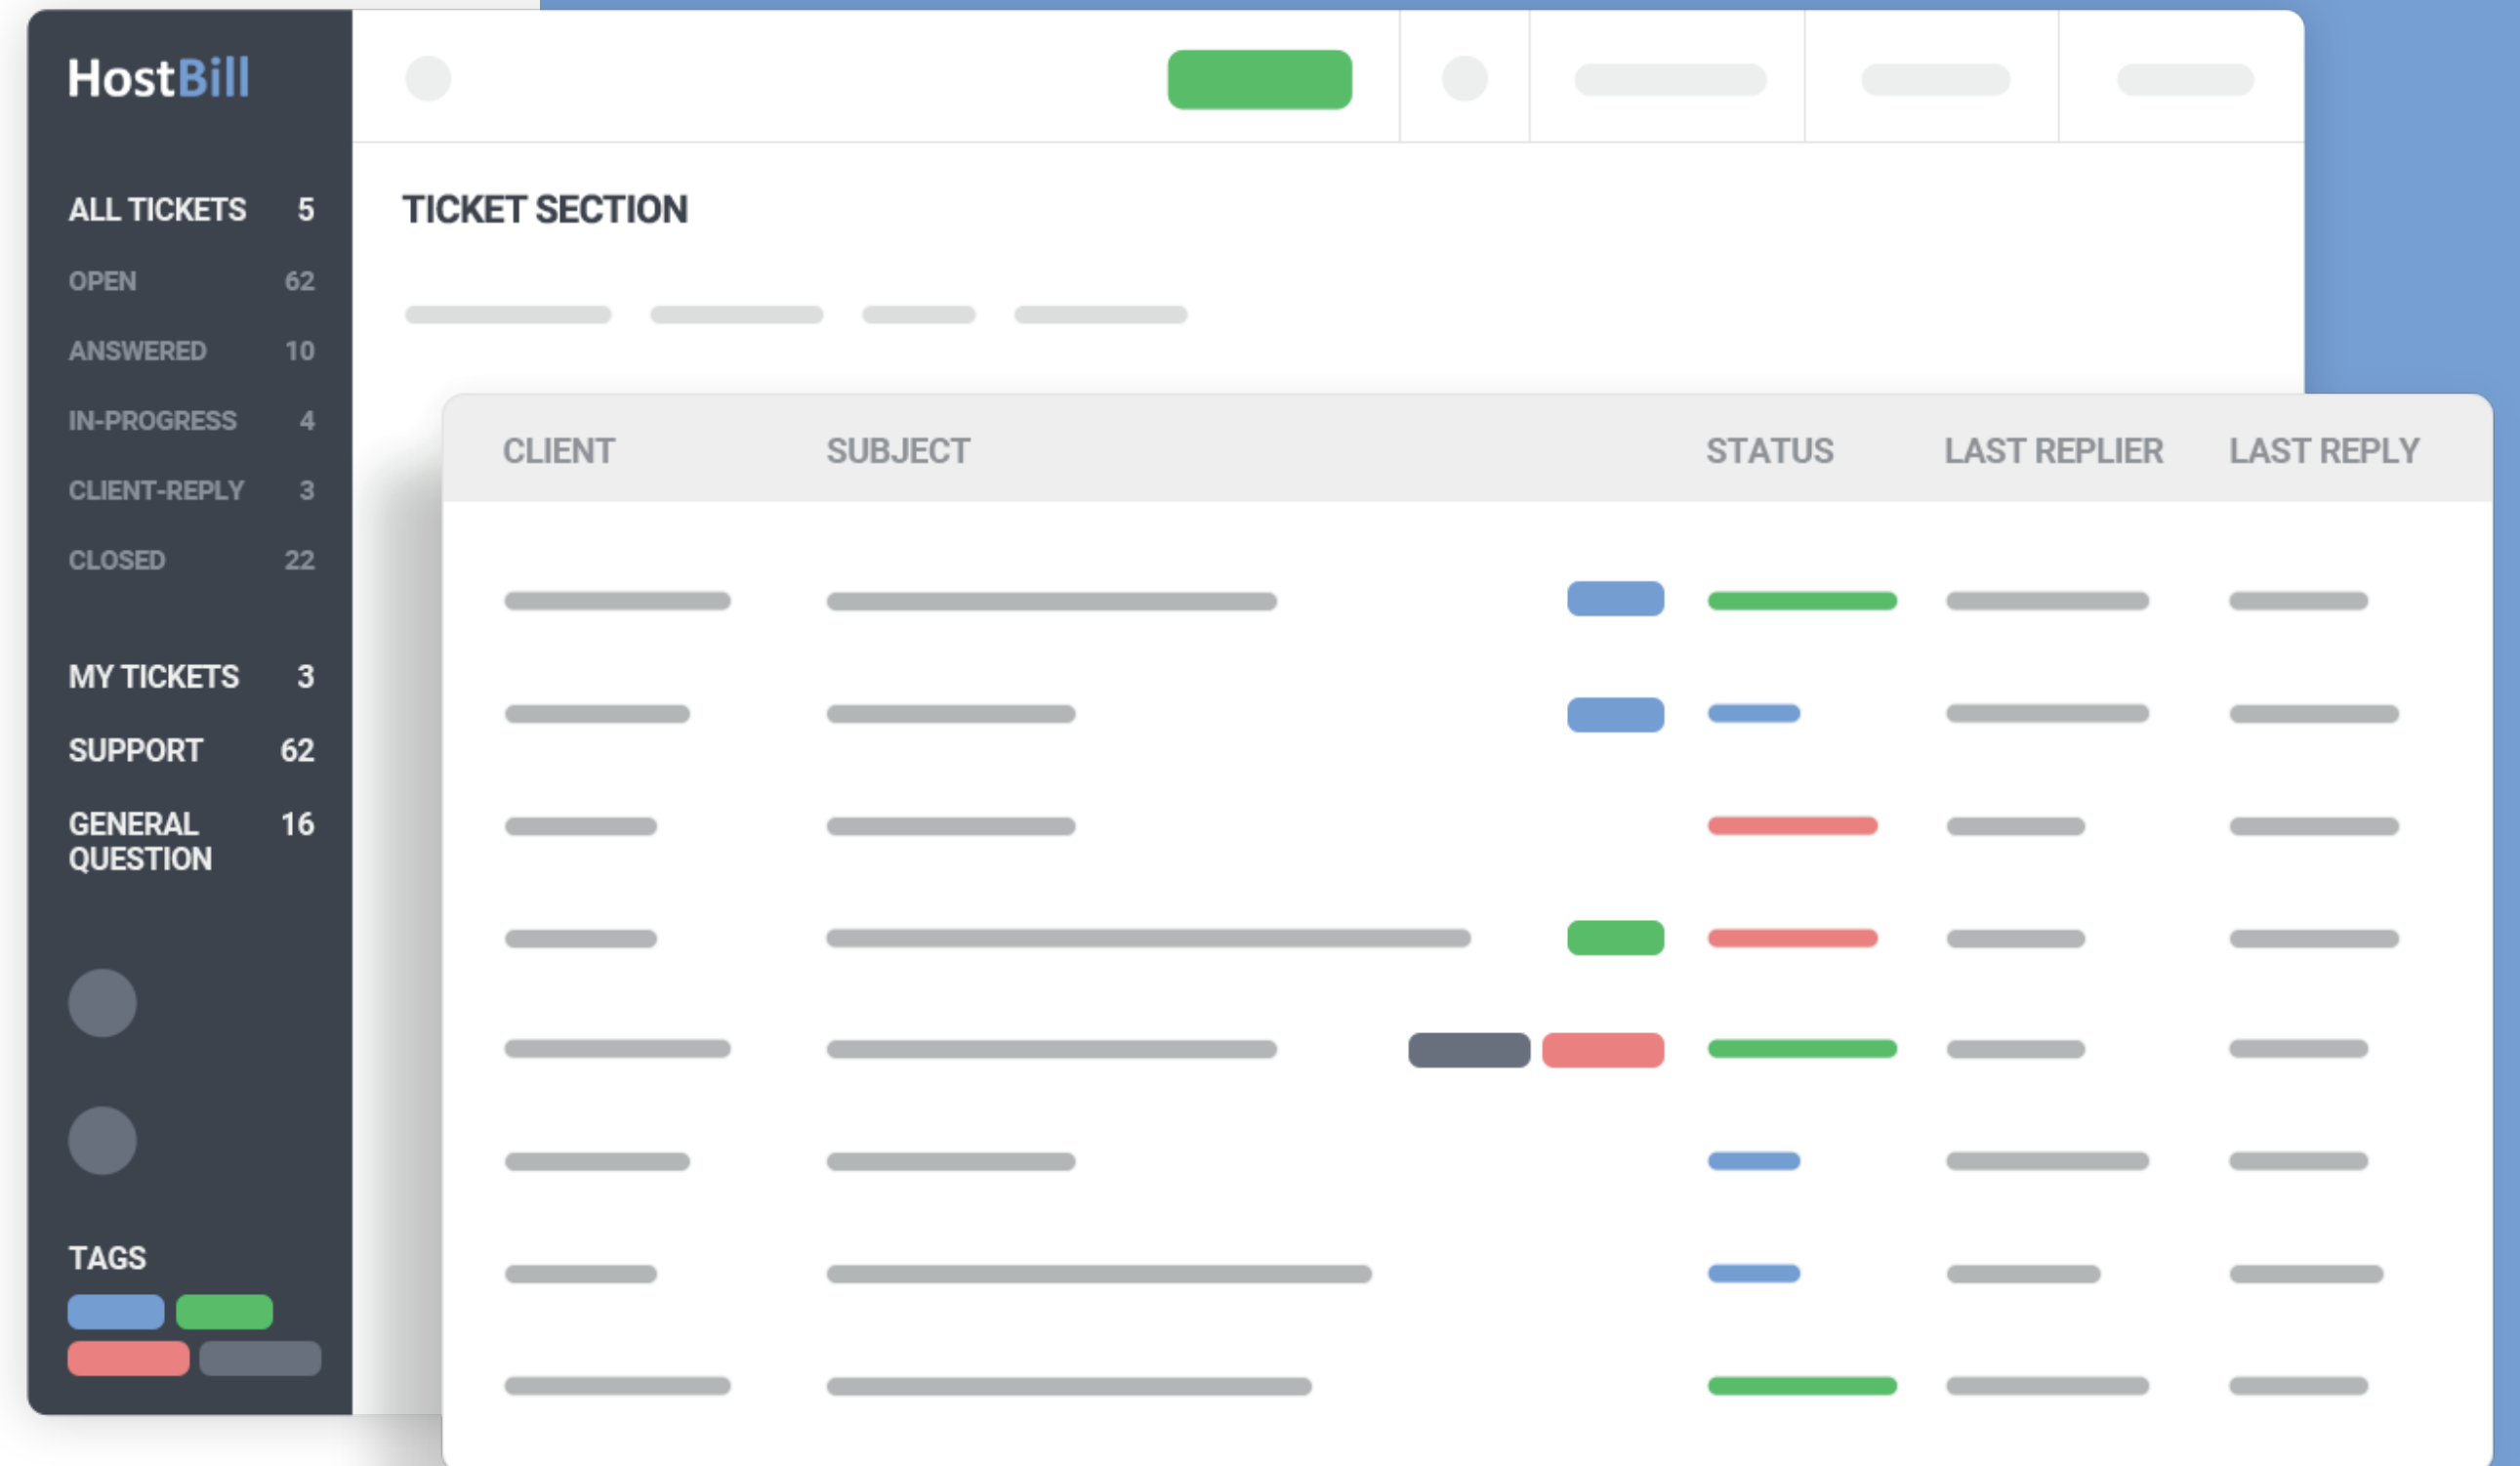 HostBill
ALL TICKETS 5
OPEN 62
ANSWERED 10
IN-PROGRESS 4
CLIENT-REPLY 3
CLOSED 22
MY TICKETS 3
SUPPORT 62
GENERAL 16
QUESTION
TAGS
TICKET SECTION
CLIENT SUBJECT STATUS LAST REPLIER LAST REPLY